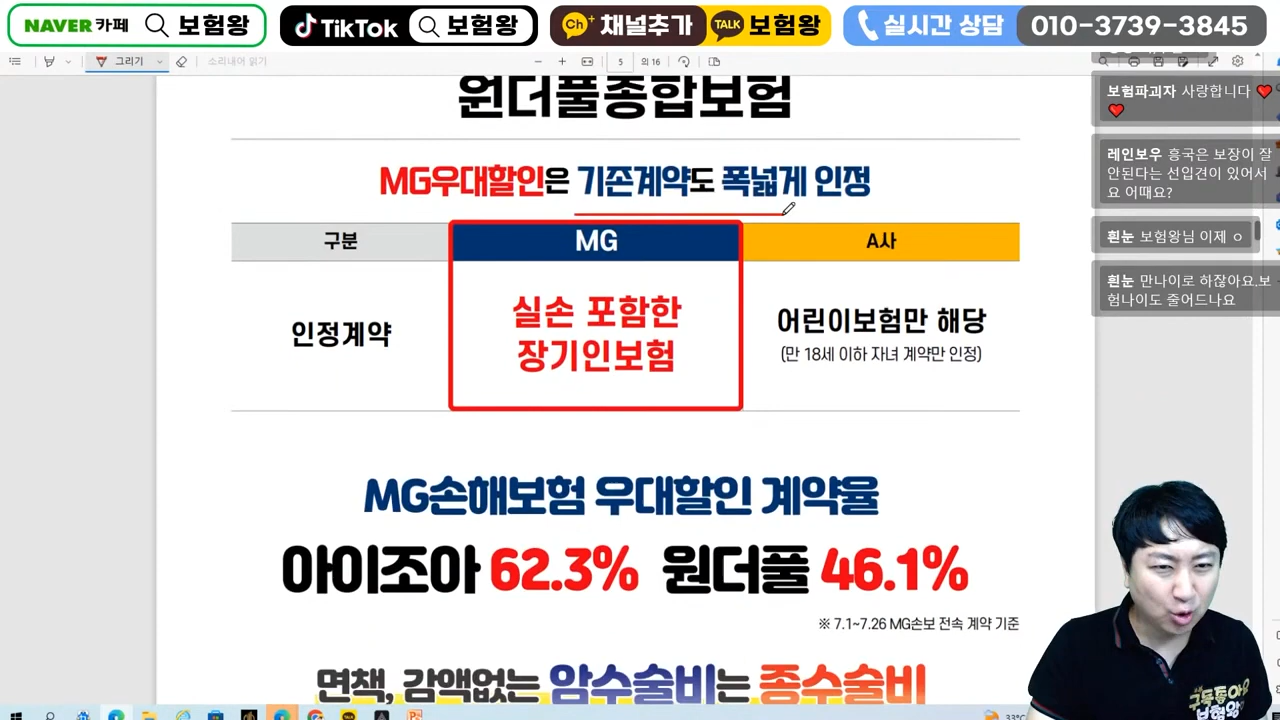 NAVER 카페 보험왕
TikTok 보험왕
Ch+ 채널추가 TALK 보험왕
실시간 상담 010-3739-3845
그리기
소리내어 읽기
5 의 16
원더풀종합보험
MG우대할인은 기존계약도 폭넓게 인정
구분 MG A사
인정계약
실손 포함한
장기인보험
어린이보험만 해당
(만 18세 이하 자녀 계약만 인정)
MG손해보험 우대할인 계약율
아이조아 62.3% 원더풀 46.1%
※ 7.1~7.26 MG손보 전속 계약 기준
면책, 감액없는 암수술비는 종수술비
보험파괴자 사랑합니다
레인보우 흥국은 보장이 잘
안된다는 선입견이 있어서
요 어때요?
흰눈 보험왕님 이제 ㅇ
흰눈 만나이로 하잖아요.보
험나이도 줄어드나요
보험왕
33°C